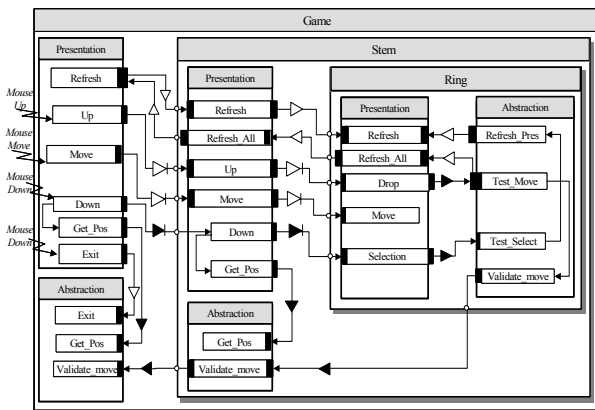 Game
Presentation
Refresh
Mouse
Up
Up
Mouse
Move
Move
Mouse
Down
Down
Get_Pos
Mouse
Down
Exit
Abstraction
Exit
Get_Pos
Validate_move
Stem
Presentation
Refresh
Refresh_All
Up
Move
Down
Get_Pos
Abstraction
Get_Pos
Validate_move
Ring
Presentation
Refresh
Refresh_All
Drop
Move
Selection
Abstraction
Refresh_Pres
Test_Move
Test_Select
Validate_move